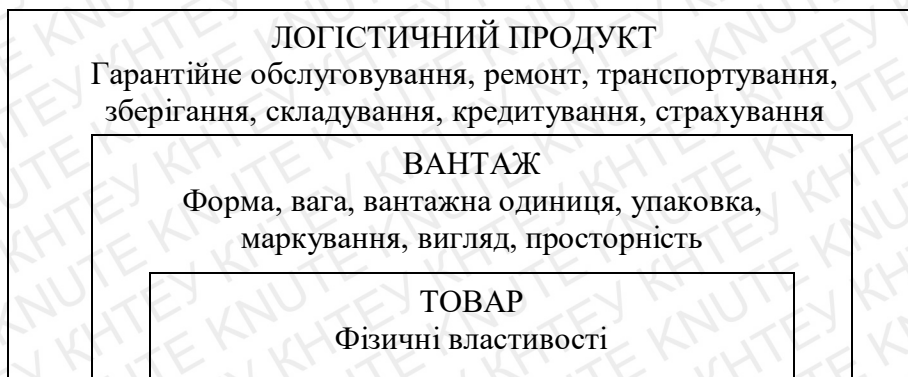 ЛОГІСТИЧНИЙ ПРОДУКТ
Гарантійне обслуговування, ремонт, транспортування,
зберігання, складування, кредитування, страхування
ВАНТАЖ
Форма, вага, вантажна одиниця, упаковка,
маркування, вигляд, просторність
ТОВАР
Фізичні властивості